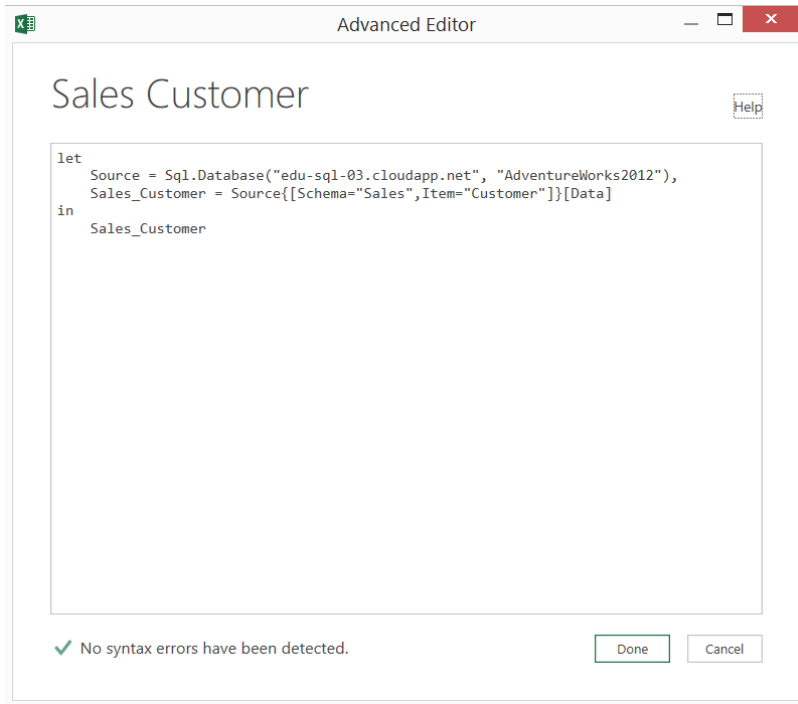 Advanced Editor
Sales Customer
Help
let
    Source = Sql.Database("edu-sql-03.cloudapp.net", "AdventureWorks2012"),
    Sales_Customer = Source{[Schema="Sales",Item="Customer"]}[Data]
in
    Sales_Customer
No syntax errors have been detected.
Done
Cancel